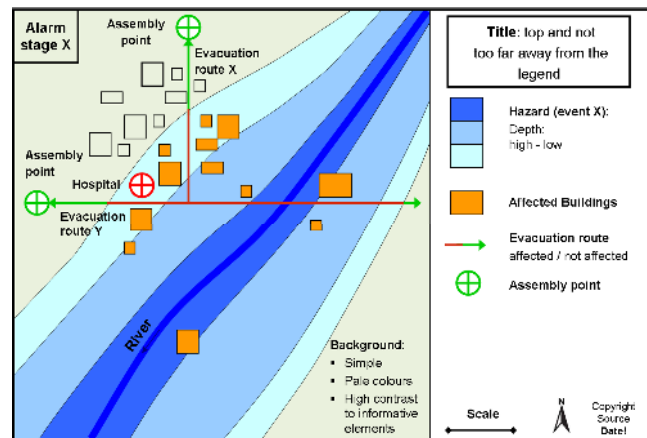 Alarm
stage X
Assembly
point
Evacuation
route X
Assembly
point
Hospital
Evacuation
route Y
River
Background:
▪ Simple
▪ Pale colours
▪ High contrast
to informative
elements
Title: top and not
too far away from the
legend
Hazard (event X):
Depth:
high - low
Affected Buildings
Evacuation route
affected / not affected
Assembly point
Scale
N
Copyright
Source
Date!